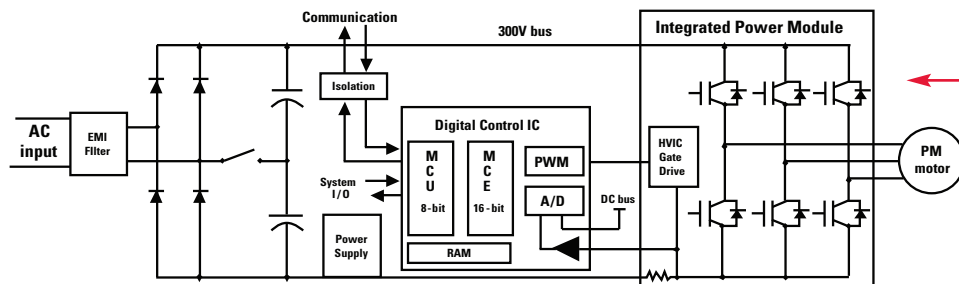 Communication
300V bus
Integrated Power Module
Isolation
AC
input
EMI
FIlter
Digital Control IC
M
C
U
8-bit
M
C
E
16-bit
PWM
A/D
RAM
System
I/O
Power
Supply
DC bus
HVIC
Gate
Drive
PM
motor